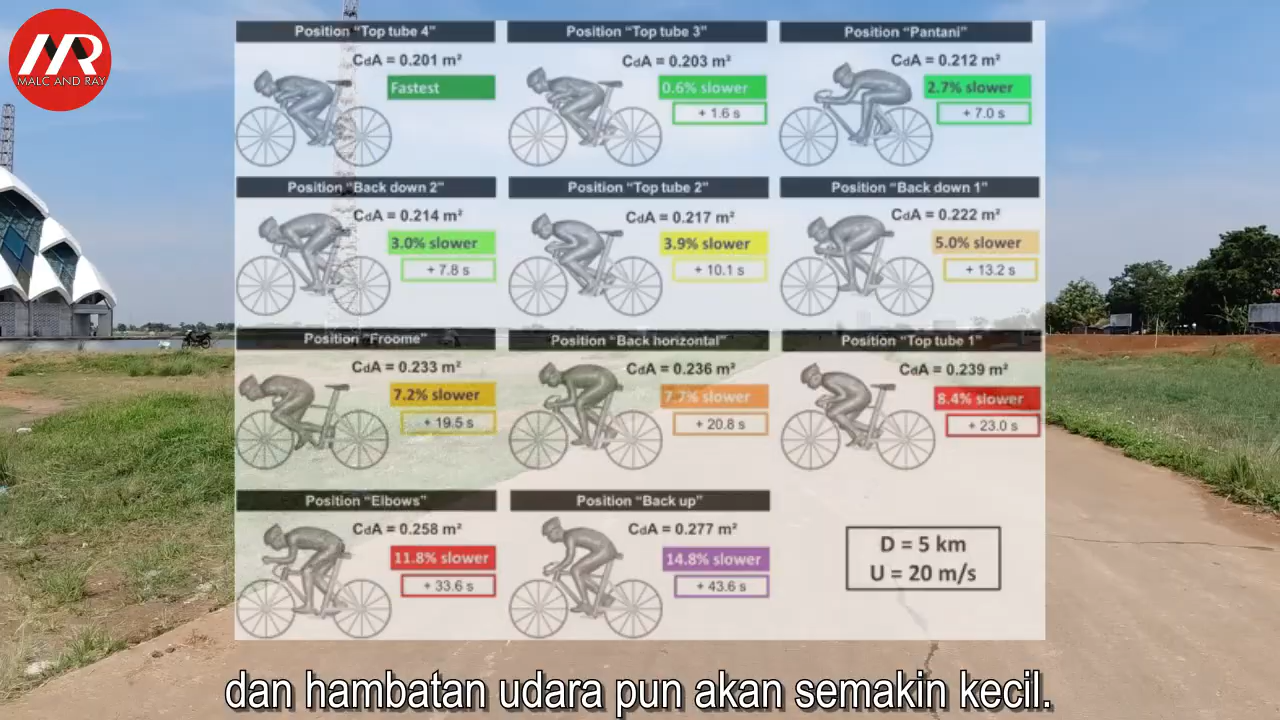 MR
MALC AND RAY
Position “Top tube 4”
CdA = 0.201 m²
Fastest
Position “Top tube 3”
CdA = 0.203 m²
0.6% slower
+ 1.6 s
Position “Pantani”
CdA = 0.212 m²
2.7% slower
+ 7.0 s
Position “Back down 2”
CdA = 0.214 m²
3.0% slower
+ 7.8 s
Position “Top tube 2”
CdA = 0.217 m²
3.9% slower
+ 10.1 s
Position “Back down 1”
CdA = 0.222 m²
5.0% slower
+ 13.2 s
Position “Froome”
CdA = 0.233 m²
7.2% slower
+ 19.5 s
Position “Back horizontal”
CdA = 0.236 m²
7.7% slower
+ 20.8 s
Position “Top tube 1”
CdA = 0.239 m²
8.4% slower
+ 23.0 s
Position “Elbows”
CdA = 0.258 m²
11.8% slower
+ 33.6 s
Position “Back up”
CdA = 0.277 m²
14.8% slower
+ 43.6 s
D = 5 km
U = 20 m/s
dan hambatan udara pun akan semakin kecil.